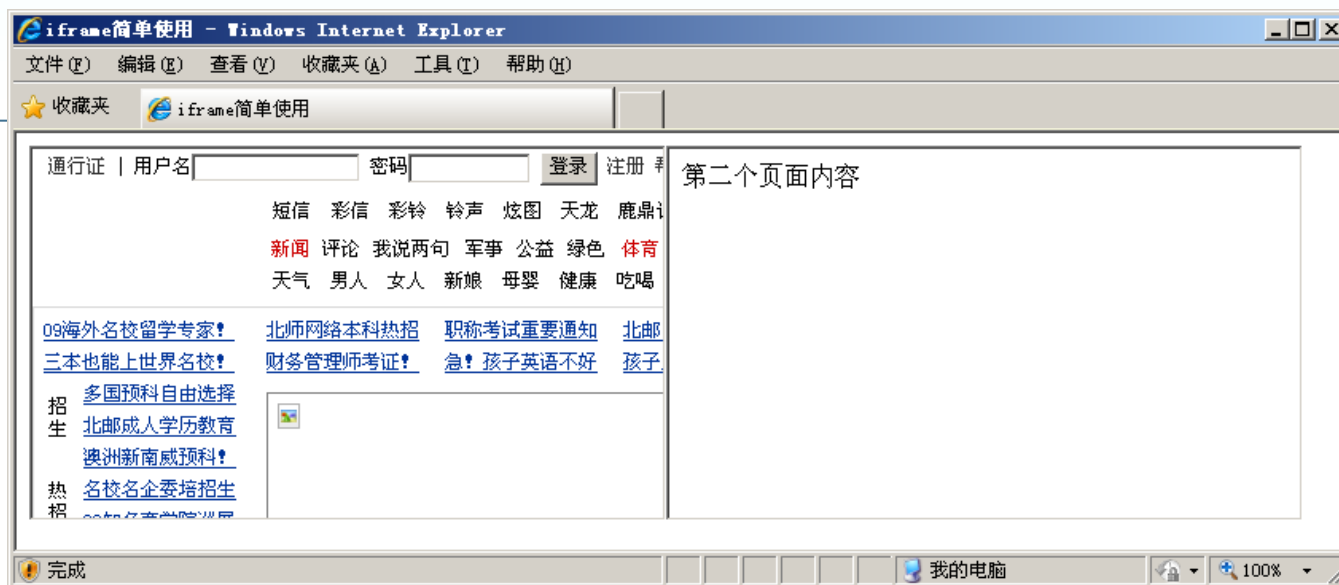 iframe简单使用 - Windows Internet Explorer
文件(F) 编辑(E) 查看(V) 收藏夹(A) 工具(T) 帮助(H)
收藏夹 iframe简单使用
通行证 | 用户名 密码 登录 注册
第二个页面内容
短信 彩信 彩铃 铃声 炫图 天龙 鹿鼎
新闻 评论 我说两句 军事 公益 绿色 体育
天气 男人 女人 新娘 母婴 健康 吃喝
09海外名校留学专家! 北师网络本科热招 职称考试重要通知 北邮
三本也能上世界名校! 财务管理师考证! 急! 孩子英语不好 孩子
招生
多国预科自由选择
北邮成人学历教育
澳洲新南威预科!
热招
名校名企委培招生
完成 我的电脑 100%